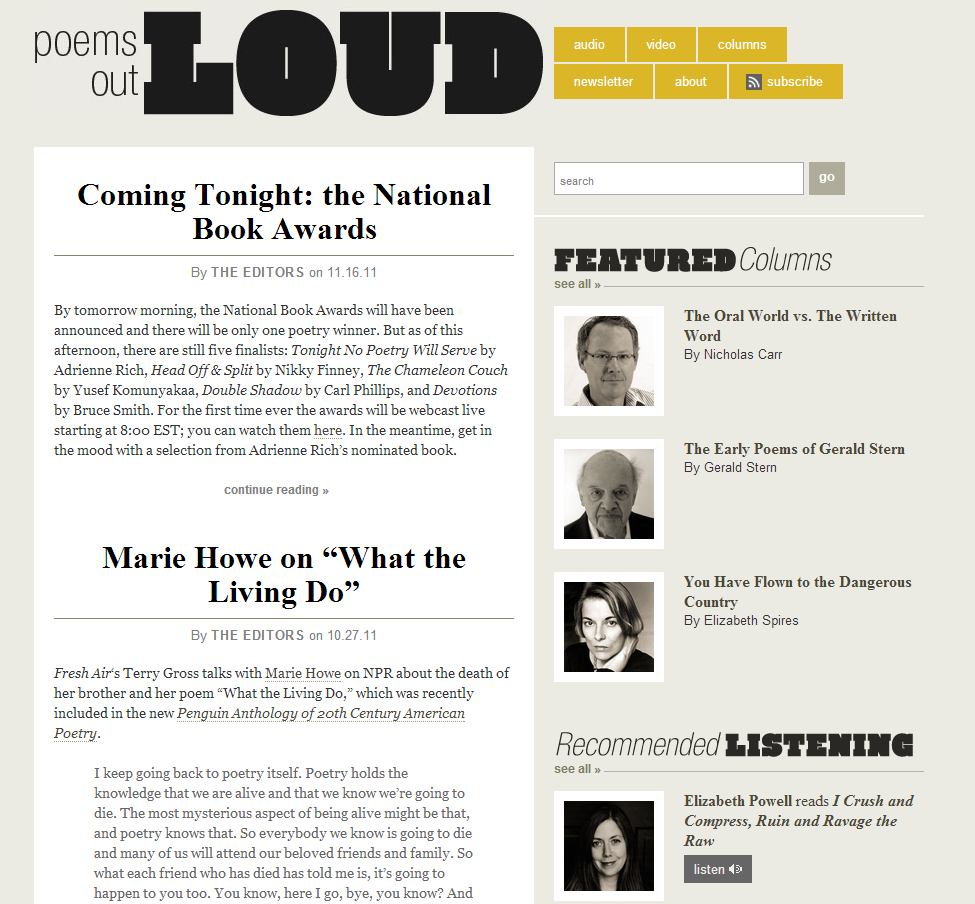 poems
out
LOUD
audio
video
columns
newsletter
about
subscribe
Coming Tonight: the National
Book Awards
By THE EDITORS on 11.16.11
By tomorrow morning, the National Book Awards will have been
announced and there will be only one poetry winner. But as of this
afternoon, there are still five finalists: Tonight No Poetry Will Serve by
Adrienne Rich, Head Off & Split by Nikky Finney, The Chameleon Couch
by Yusef Komunyakaa, Double Shadow by Carl Phillips, and Devotions
by Bruce Smith. For the first time ever the awards will be webcast live
starting at 8:00 EST; you can watch them here. In the meantime, get in
the mood with a selection from Adrienne Rich's nominated book.
continue reading »
Marie Howe on “What the
Living Do”
By THE EDITORS on 10.27.11
Fresh Air‘s Terry Gross talks with Marie Howe on NPR about the death of
her brother and her poem “What the Living Do,” which was recently
included in the new Penguin Anthology of 20th Century American
Poetry.
I keep going back to poetry itself. Poetry holds the
knowledge that we are alive and that we know we’re going to
die. The most mysterious aspect of being alive might be that,
and poetry knows that. So everybody we know is going to die
and many of us will attend our beloved friends and family. So
what each friend who has died has told me is, it’s going to
happen to you too. You know, here I go, bye, you know? And
search
go
FEATURED Columns
see all »
The Oral World vs. The Written
Word
By Nicholas Carr
The Early Poems of Gerald Stern
By Gerald Stern
You Have Flown to the Dangerous
Country
By Elizabeth Spires
Recommended LISTENING
see all »
Elizabeth Powell reads I Crush and
Compress, Ruin and Ravage the
Raw
listen